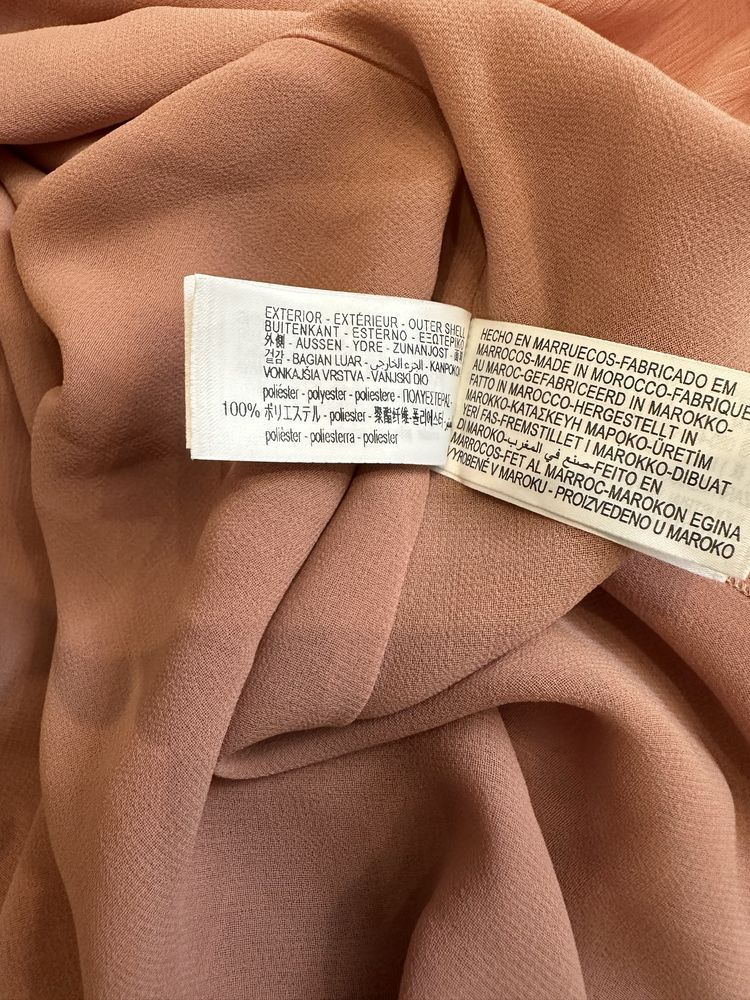 EXTERIOR - EXTÉRIEUR - OUTER SHELL
BUITENKANT - ESTERNO - ΕΞΩΤΕΡΙΚΟ
外側 - AUSSEN - YDRE - ZUNANJOST -
겉감 - BAGIAN LUAR - الجزء الخارجي - KANPOKOA
VONKAJŠIA VRSTVA - VANJSKI DIO
poliéster - polyester - poliestere - ΠΟΛΥΕΣΤΕΡΑΣ-
100% ポリエステル - poliester - 聚酯纤维-폴리에스터
polièster - poliesterra - poliester
HECHO EN MARRUECOS-FABRICADO EM
MARROCOS-MADE IN MOROCCO-FABRIQUE
AU MAROC-GEFABRICEERD IN MAROKKO-
FATTO IN MAROCCO-HERGESTELLT IN
MAROKKO-ΚΑΤΑΣΚΕΥΗ ΜΑΡΟΚΟ-ÜRETİM
YERİ FAS-FREMSTILLET I MAROKKO-DIBUAT
DI MAROKO-صنع في المغرب-FEITO EN
MARROCOS-FET AL MARROC-MAROKON EGINA
VYROBENÉ V MAROKU - PROIZVEDENO U MAROKO